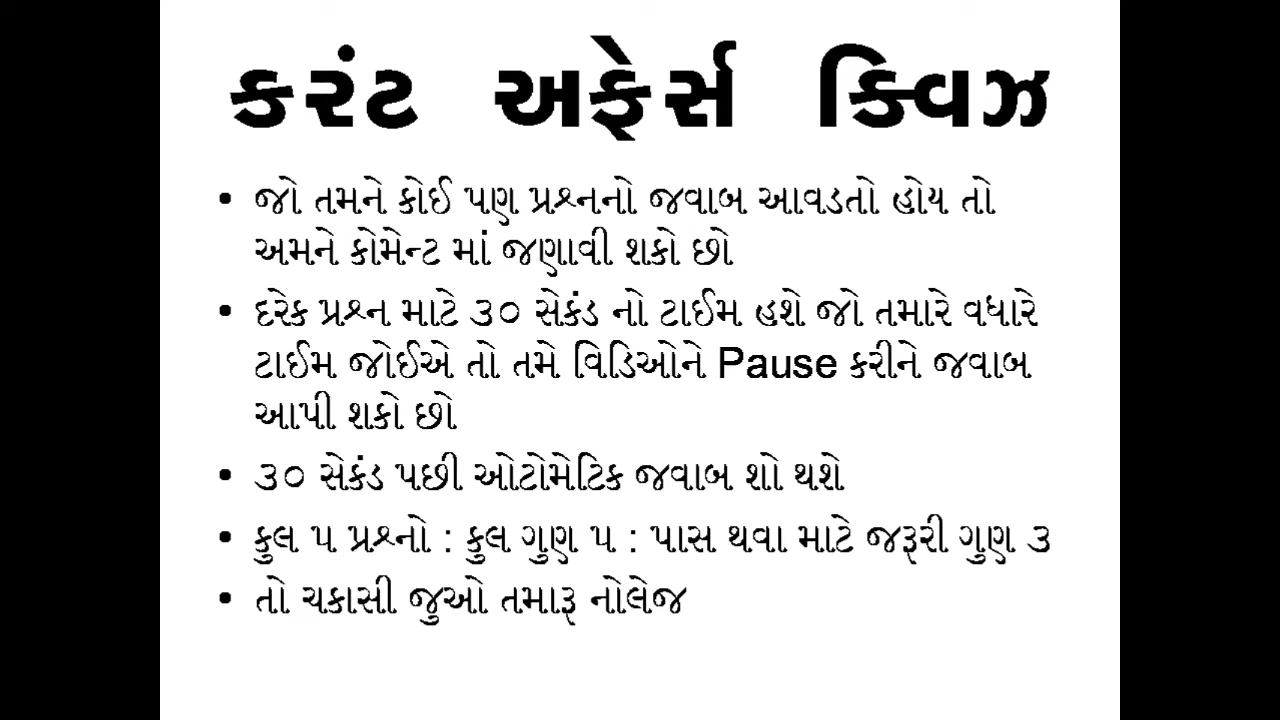 કરંટ અફેર્સ ક્વિઝ
• જો તમને કોઈ પણ પ્રશ્નનો જવાબ આવડતો હોય તો
અમને કોમેન્ટ માં જણાવી શકો છો
• દરેક પ્રશ્ન માટે ૩૦ સેકંડ નો ટાઈમ હશે જો તમારે વધારે
ટાઈમ જોઈએ તો તમે વિડિઓને Pause કરીને જવાબ
આપી શકો છો
• ૩૦ સેકંડ પછી ઓટોમેટિક જવાબ શો થશે
• કુલ ૫ પ્રશ્નો : કુલ ગુણ ૫ : પાસ થવા માટે જરૂરી ગુણ ૩
• તો ચકાસી જુઓ તમારૂ નોલેજ